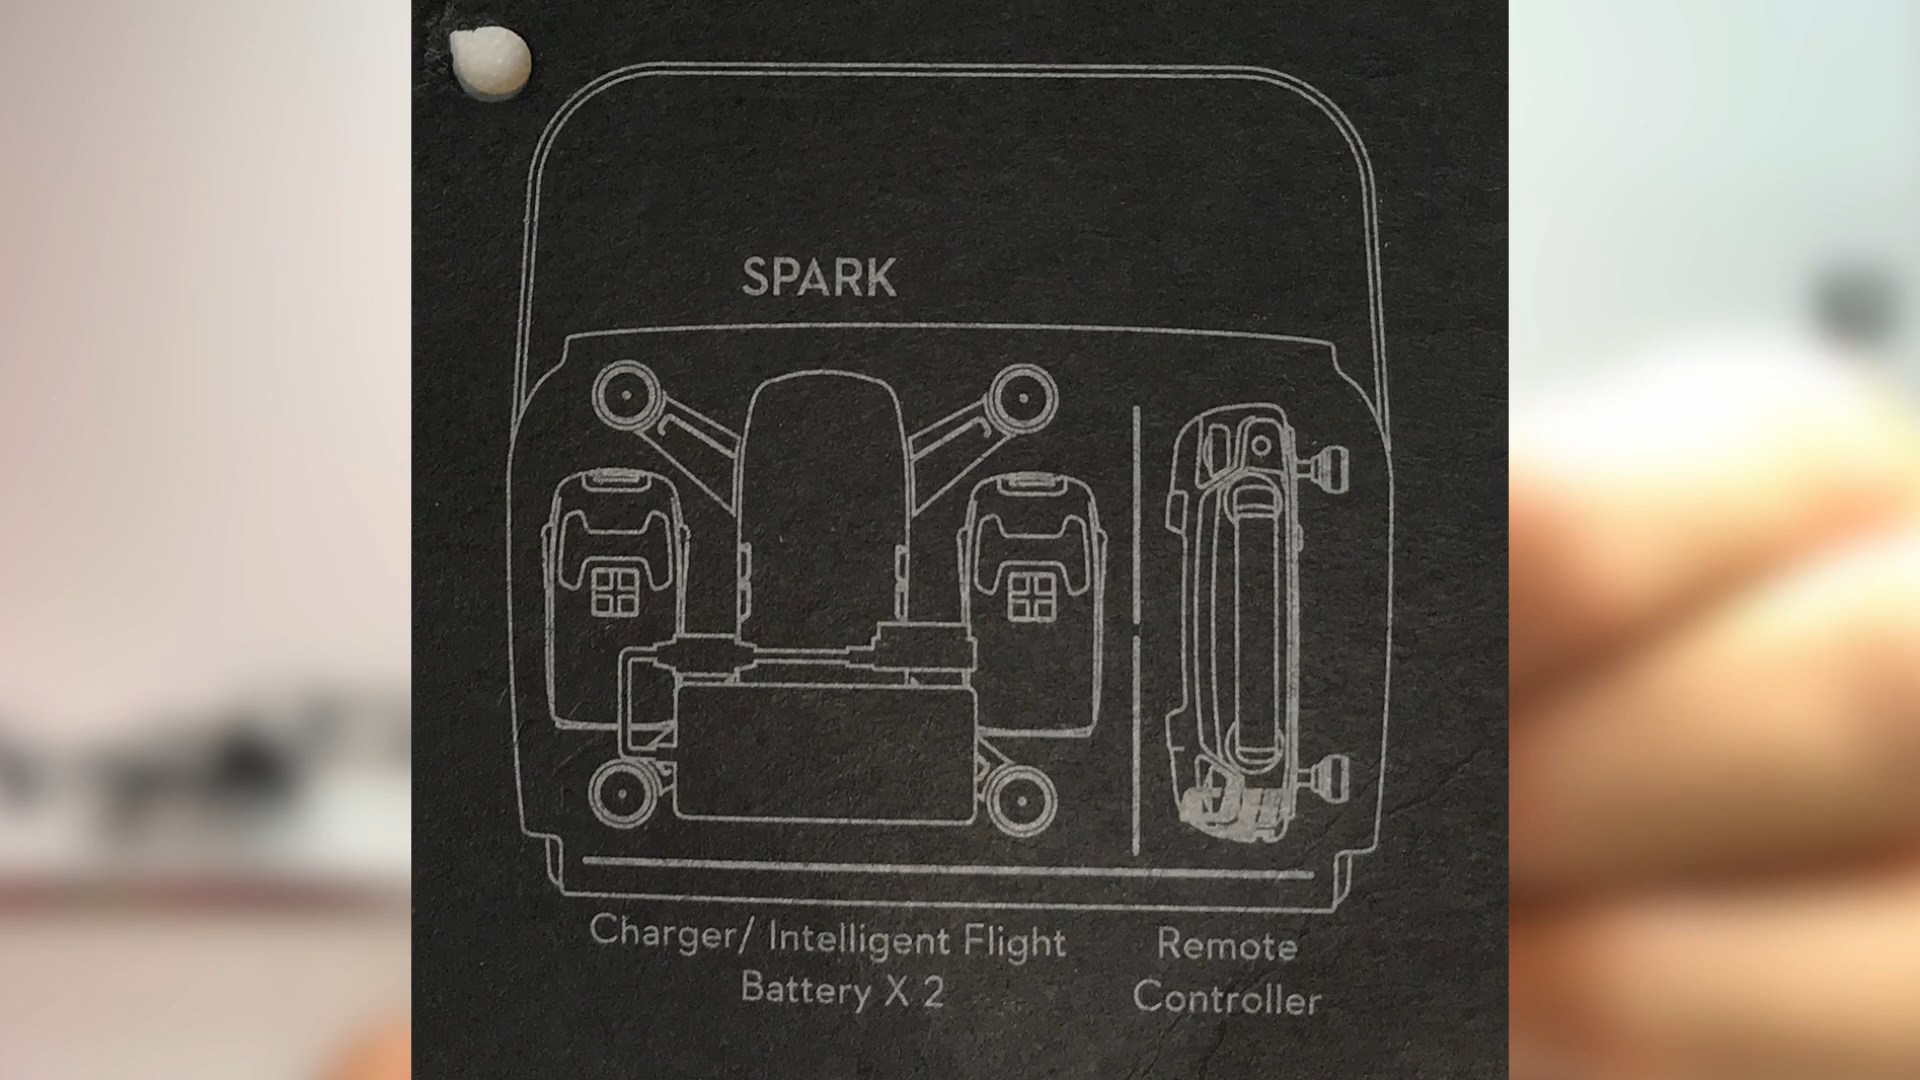 SPARK
Charger/ Intelligent Flight
Battery X 2
Remote
Controller